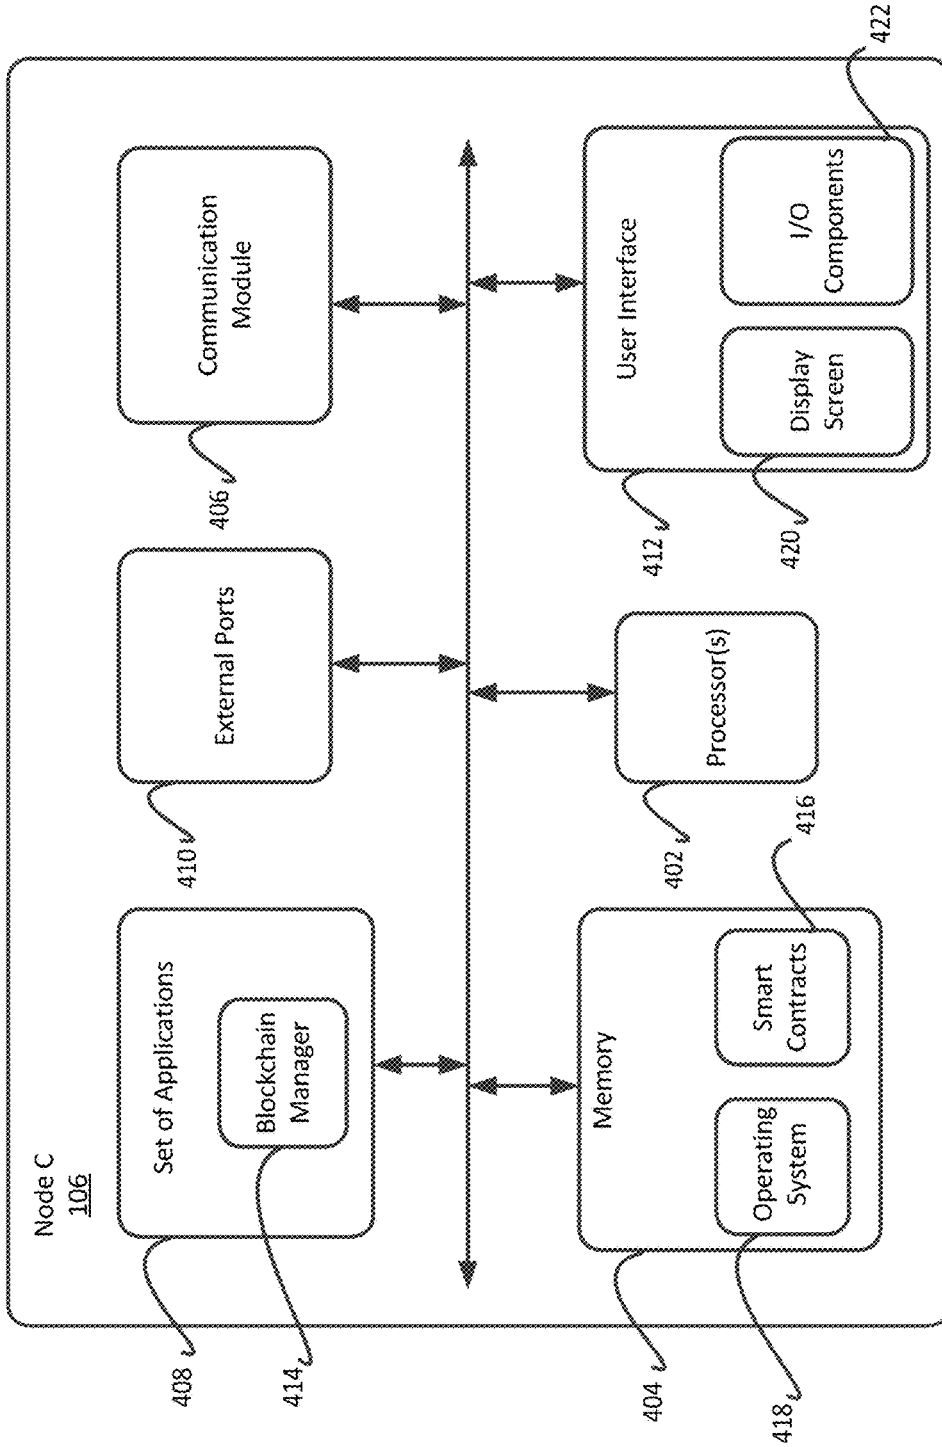 Node C
106
Set of Applications
Blockchain
Manager
408
414
External Ports
410
Communication
Module
406
Memory
Operating
System
Smart
Contracts
404
418
416
Processor(s)
402
User Interface
Display
Screen
I/O
Components
412
420
422